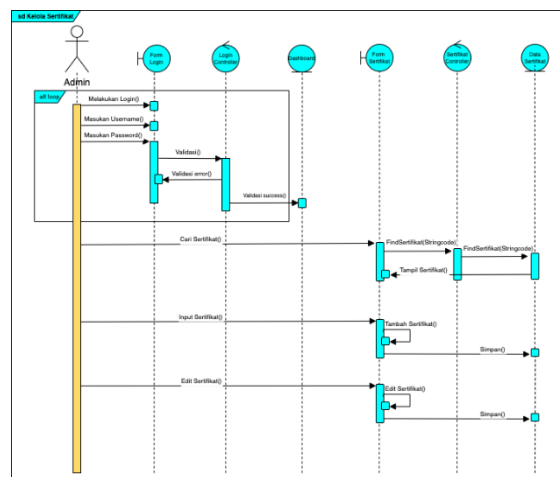 sd Kelola Sertifikat
Admin
Form
Login
Login
Controller
Dashboard
Form
Sertifikat
Sertifikat
Controller
Data
Sertifikat
alt loop
Melakukan Login()
Masukan Username()
Masukan Password()
Validasi()
Validasi error()
Validasi success()
Cari Sertifikat()
FindSertifikat(Stringcode)
FindSertifikat(Stringcode)
Tampil Sertifikat()
Input Sertifikat()
Tambah Sertifikat()
Simpan()
Edit Sertifikat()
Edit Sertifikat()
Simpan()